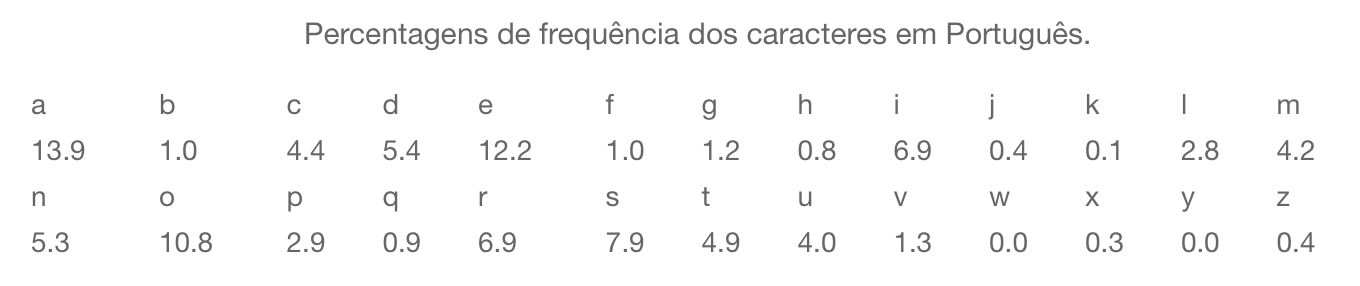 Percentagens de frequência dos caracteres em Português.
a b c d e f g h i j k l m
13.9 1.0 4.4 5.4 12.2 1.0 1.2 0.8 6.9 0.4 0.1 2.8 4.2
n o p q r s t u v w x y z
5.3 10.8 2.9 0.9 6.9 7.9 4.9 4.0 1.3 0.0 0.3 0.0 0.4